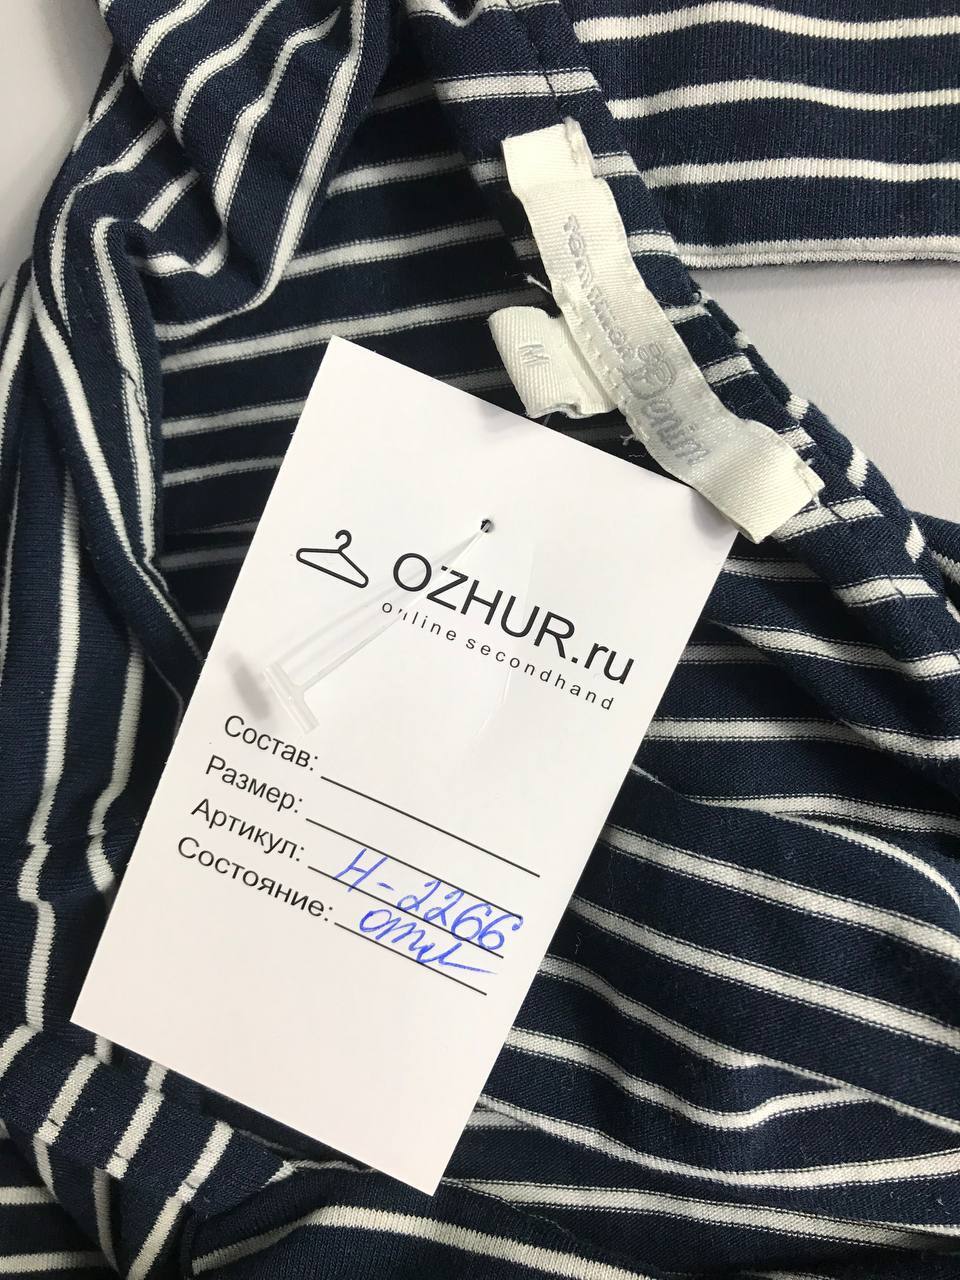 TOM TAILOR
Denim
M
OZHUR.ru
online secondhand
Состав:
Размер:
Артикул: H-2266
Состояние: отл